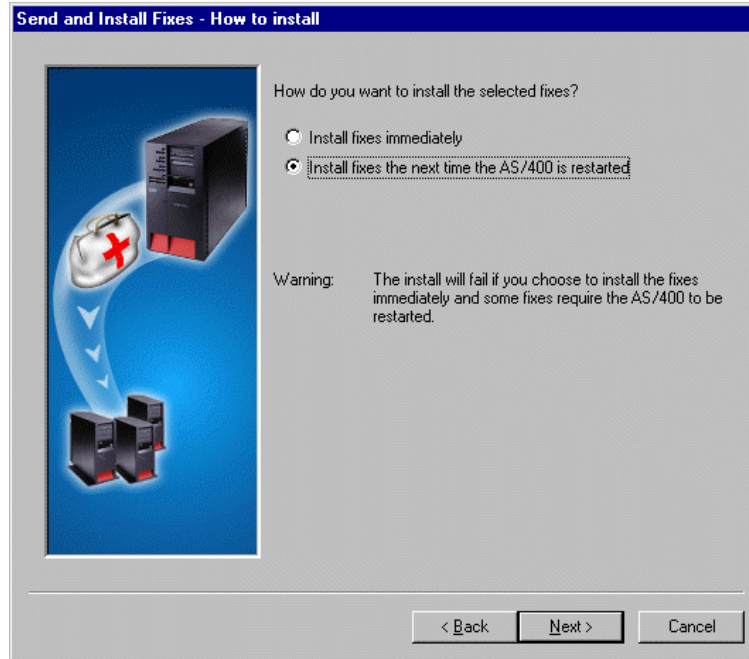 Send and Install Fixes - How to install
How do you want to install the selected fixes?
Install fixes immediately
Install fixes the next time the AS/400 is restarted
Warning:	The install will fail if you choose to install the fixes
immediately and some fixes require the AS/400 to be
restarted.
< Back	Next >	Cancel